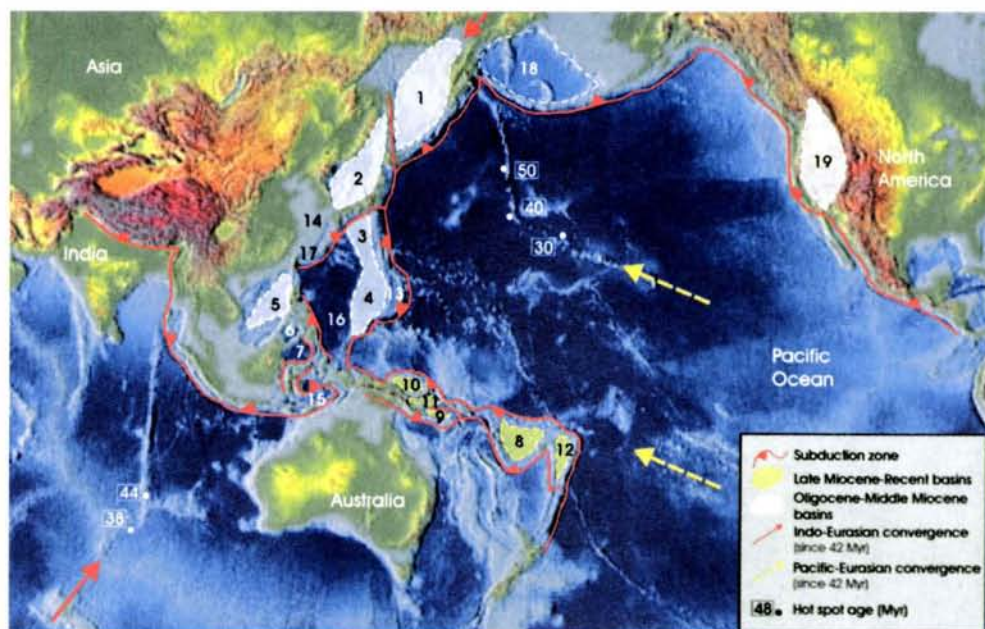 Asia
18
1
North
America
19
50
2
40
14
3
30
17
India
5
4
3
6
16
7
Pacific
Ocean
10
15
11
9
8
12
44
Australia
38
Subduction zone
Late Miocene-Recent basins
Oligocene-Middle Miocene
basins
Indo-Eurasian convergence
(since 42 Myr)
Pacific-Eurasian convergence
(since 42 Myr)
48 Hot spot age (Myr)